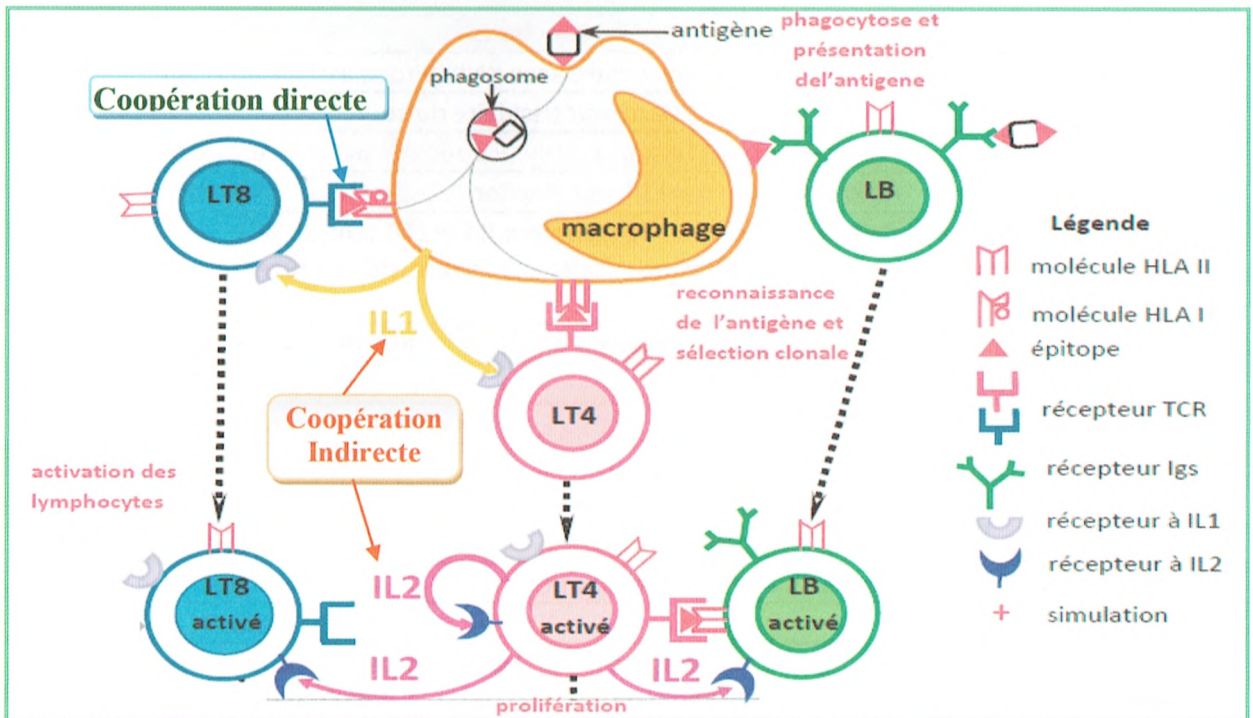 antigène
phagocytose et
présentation
del'antigene
phagosome
Coopération directe
LT8
LB
macrophage
Légende
molécule HLA II
molécule HLA I
épitope
récepteur TCR
récepteur Igs
récepteur à IL1
récepteur à IL2
+ simulation
reconnaissance
de l'antigène et
sélection clonale
IL1
LT4
Coopération
Indirecte
activation des
lymphocytes
LT8
activé
IL2
LT4
activé
LB
activé
IL2
IL2
prolifération